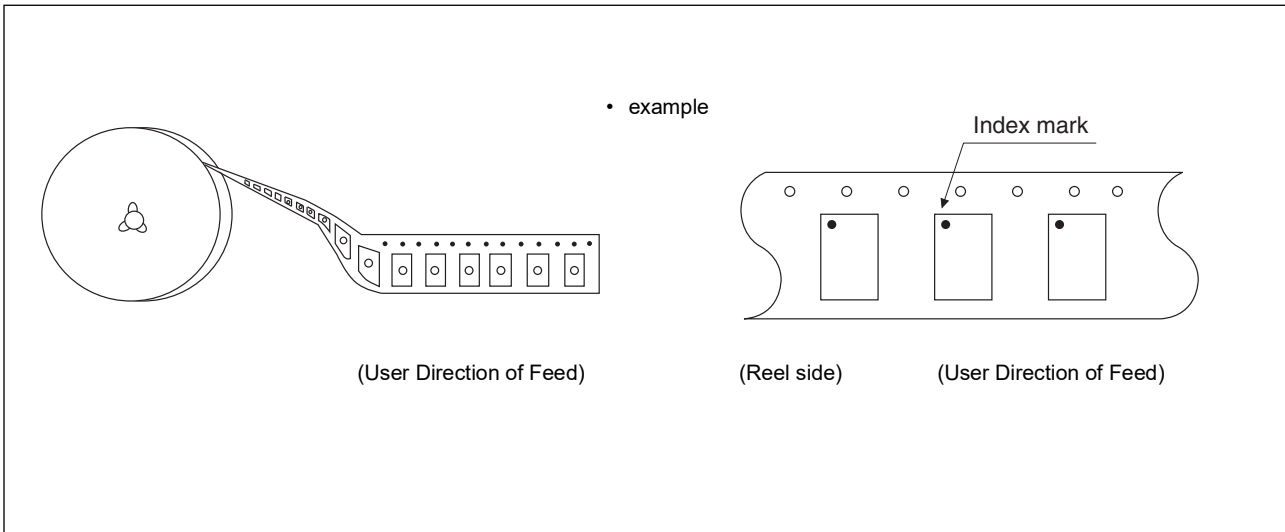 • example
Index mark
(User Direction of Feed)
(Reel side)
(User Direction of Feed)